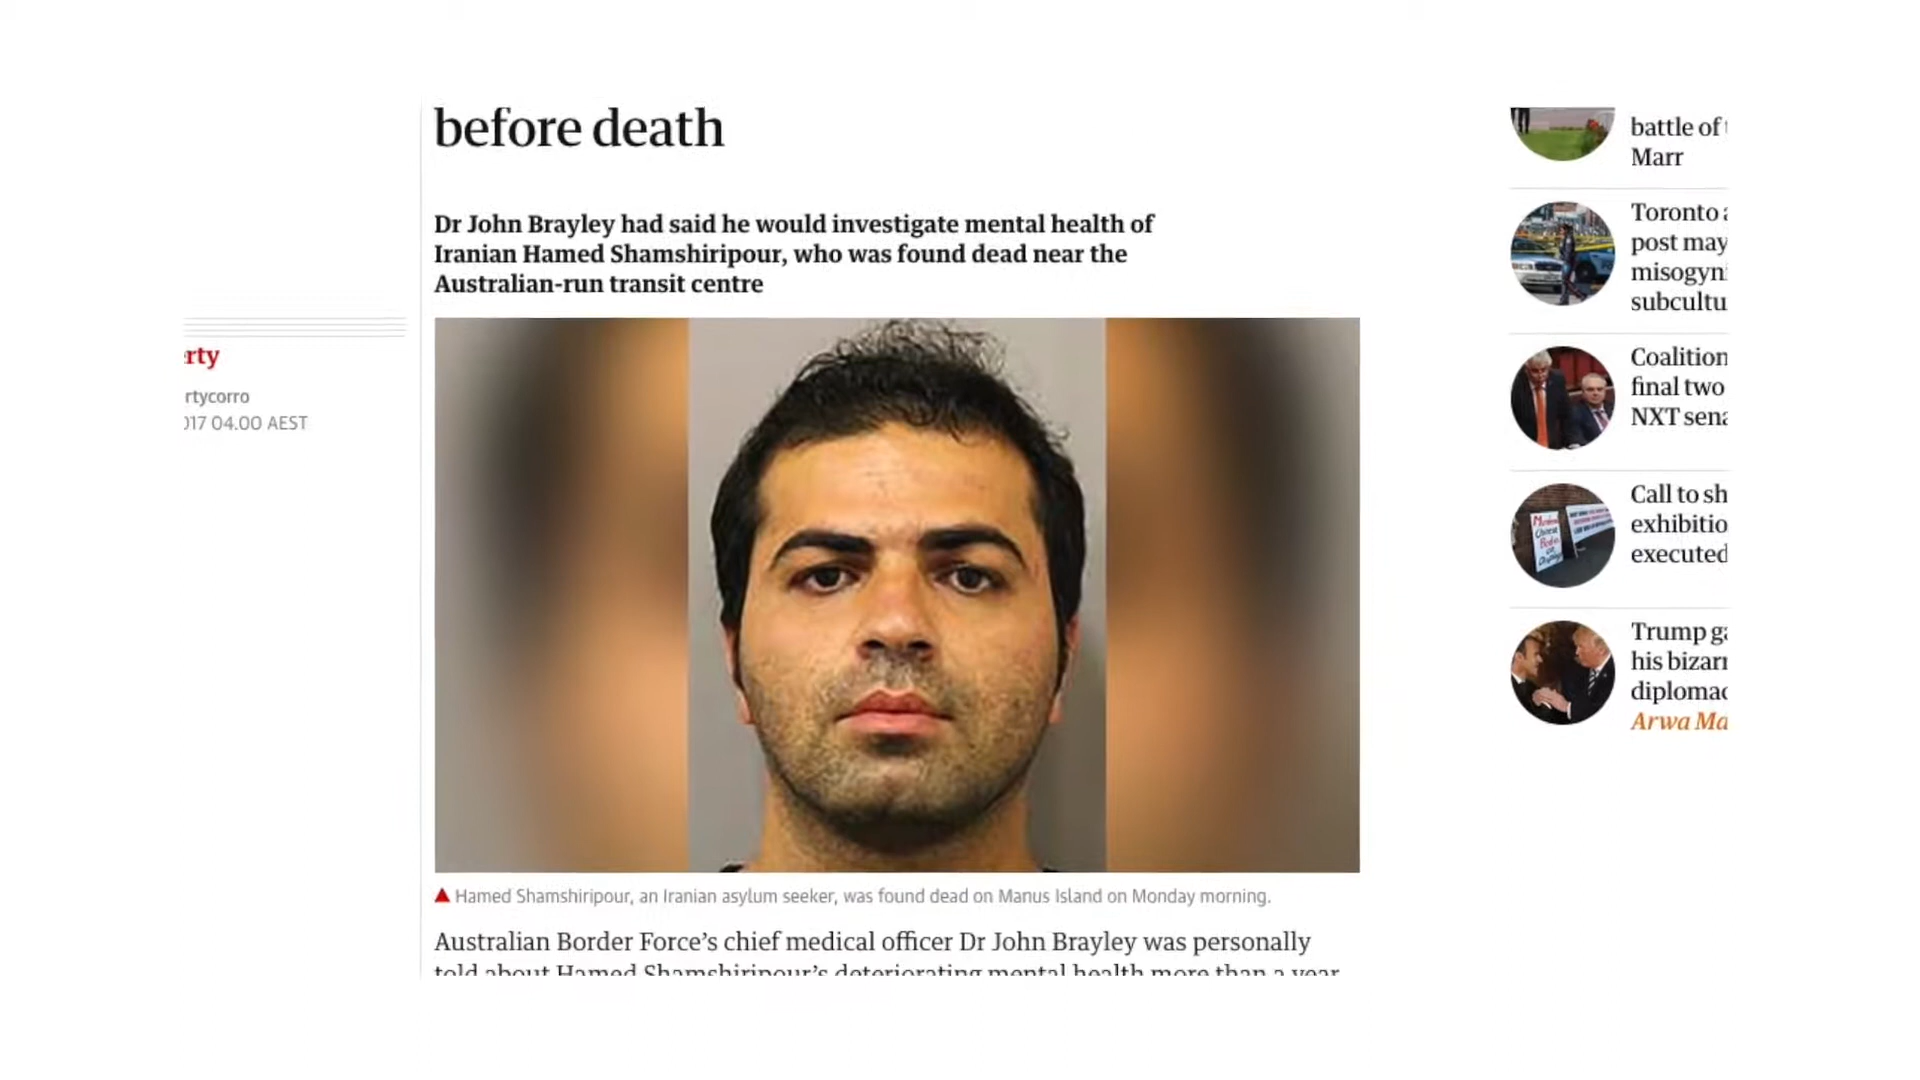 before death
Dr John Brayley had said he would investigate mental health of
Iranian Hamed Shamshiripour, who was found dead near the
Australian-run transit centre
rty
rtycorro
017 04.00 AEST
Hamed Shamshiripour, an Iranian asylum seeker, was found dead on Manus Island on Monday morning.
Australian Border Force’s chief medical officer Dr John Brayley was personally
told about Hamed Shamshiripour’s deteriorating mental health more than a year
battle of
Marr
Toronto
post may
misogyn
subcultu
Coalition
final two
NXT sena
Call to sh
exhibitio
executed
Trump ga
his bizarr
diplomac
Arwa Ma